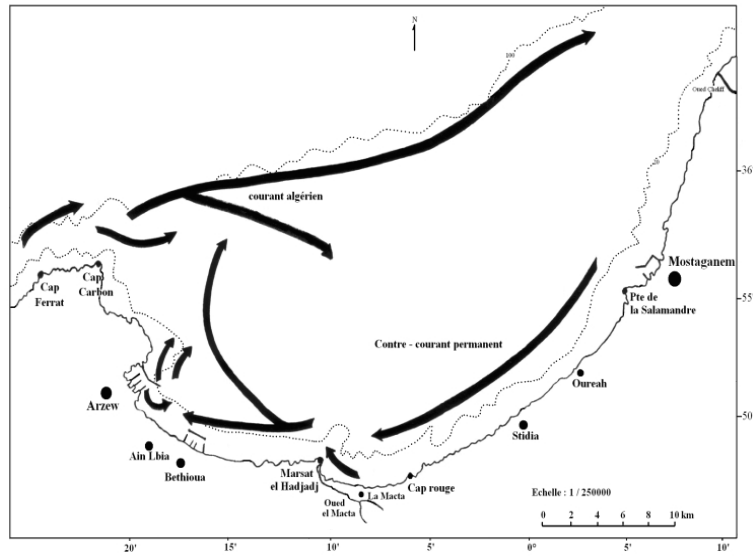 N
100
Oued Cheliff
36
courant algérien
Mostaganem
Cap
Ferrat
Cap
Carbon
55'
Pte de
la Salamandre
Contre - courant permanent
Oureah
Arzew
50'
Stidia
Ain Lbia
Bethioua
Marsat
el Hadjadj
Cap rouge
La Macta
Oued
el Macta
Echelle : 1 / 250000
0 2 4 6 8 10 km
20' 10' 5' 0° 5' 10'